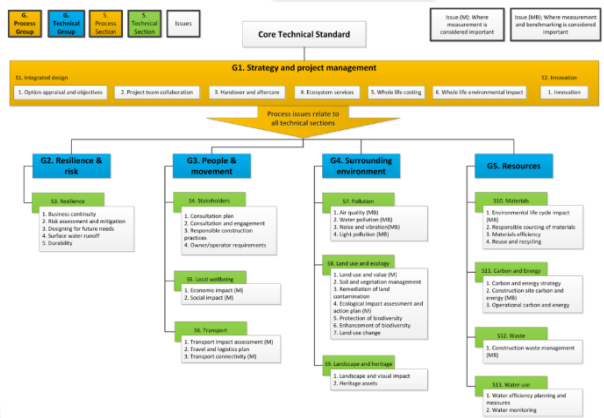 G.
Process
Group
G.
Technical
Group
S.
Process
Section
S.
Technical
Section
Issues
Core Technical Standard
Issue (M): Where
measurement is
considered important
Issue (MB): Where measurement
and benchmarking is considered
important
G1. Strategy and project management
S1. Integrated design
S2. Innovation
1. Option appraisal and objectives
2. Project team collaboration
3. Handover and aftercare
4. Ecosystem services
5. Whole life costing
6. Whole life environmental impact
1. Innovation
Process issues relate to
all technical sections
G2. Resilience &
risk
G3. People &
movement
G4. Surrounding
environment
G5. Resources
S3. Resilience
1. Business continuity
2. Risk assessment and mitigation
3. Designing for future needs
4. Surface water runoff
5. Durability
S4. Stakeholders
1. Consultation plan
2. Consultation and engagement
3. Responsible construction
practices
4. Owner/operator requirements
S5. Local wellbeing
1. Economic impact (M)
2. Social impact (M)
S6. Transport
1. Transport impact assessment (M)
2. Travel and logistics plan
3. Transport connectivity (M)
S7. Pollution
1. Air quality (MB)
2. Water pollution (MB)
3. Noise and vibration(MB)
4. Light pollution (MB)
S8. Land use and ecology
1. Land use and value (M)
2. Soil and vegetation management
3. Remediation of land
contamination
4. Ecological impact assessment and
action plan (M)
5. Protection of biodiversity
6. Enhancement of biodiversity
7. Land use change
S9. Landscape and heritage
1. Landscape and visual impact
2. Heritage assets
S10. Materials
1. Environmental life cycle impact
(MB)
2. Responsible sourcing of materials
3. Materials efficiency
4. Reuse and recycling
S11. Carbon and Energy
1. Carbon and energy strategy
2. Construction site carbon
and energy (MB)
3. Operational carbon and energy
S12. Waste
1. Construction waste management
(MB)
S13. Water use
1. Water efficiency planning and
measures
2. Water monitoring